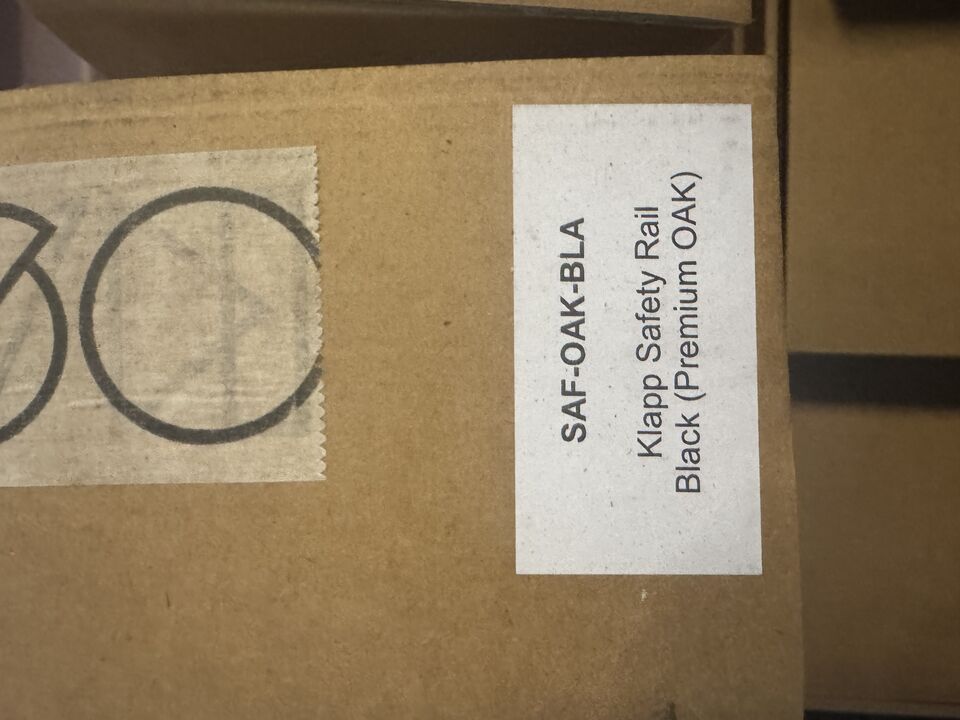 SAF-OAK-BLA
Klapp Safety Rail
Black (Premium OAK)